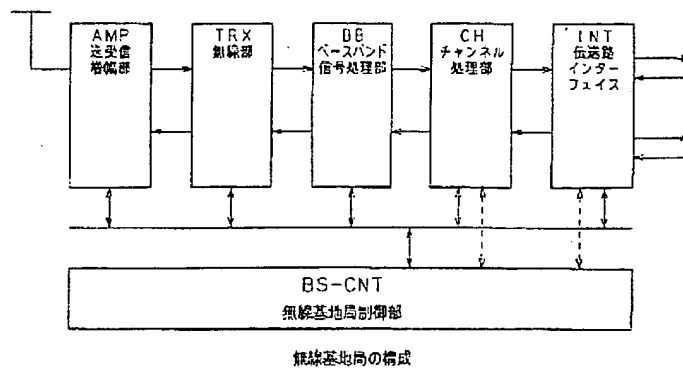 AMP
送受信
増幅部
TRX
無線部
BB
ベースバンド
信号処理部
CH
チャンネル
処理部
INT
伝送路
インター
フェイス
BS-CNT
無線基地局制御部
無線基地局の構成